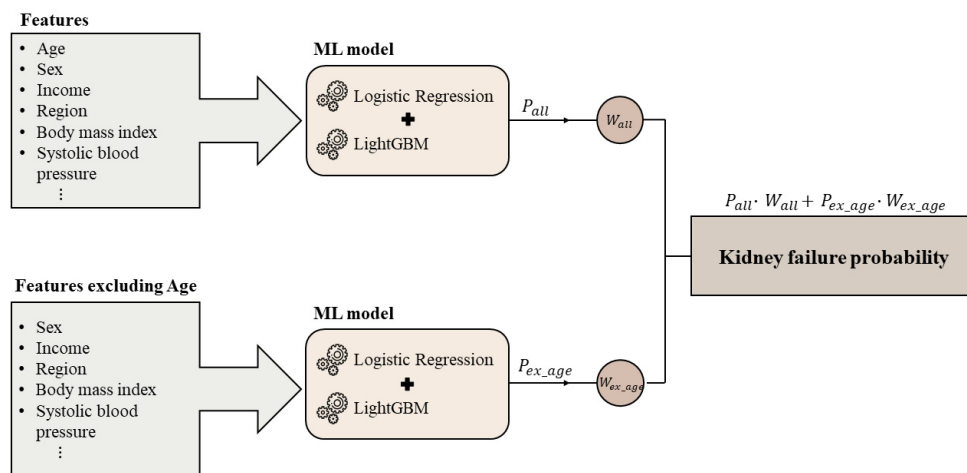 Features
• Age
• Sex
• Income
• Region
• Body mass index
• Systolic blood
pressure
⋮
ML model
Logistic Regression
+
LightGBM
P_all
W_all
Features excluding Age
• Sex
• Income
• Region
• Body mass index
• Systolic blood
pressure
⋮
ML model
Logistic Regression
+
LightGBM
P_ex_age
W_ex_age
P_all · W_all + P_ex_age · W_ex_age
Kidney failure probability